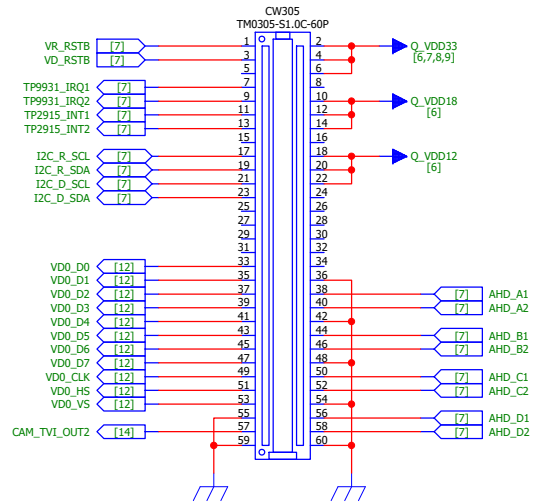 CW305
TM0305-S1.0C-60P
VR_RSTB [7] 1 2 Q_VDD33
VD_RSTB [7] 3 4 [6,7,8,9]
5 6
TP9931_IRQ1 [7] 7 8
TP9931_IRQ2 [7] 9 10 Q_VDD18
TP2915_INT1 [7] 11 12 [6]
TP2915_INT2 [7] 13 14
15 16
I2C_R_SCL [7] 17 18 Q_VDD12
I2C_R_SDA [7] 19 20 [6]
I2C_D_SCL [7] 21 22
I2C_D_SDA [7] 23 24
25 26
27 28
29 30
31 32
VD0_D0 [12] 33 34
VD0_D1 [12] 35 36
VD0_D2 [12] 37 38 [7] AHD_A1
VD0_D3 [12] 39 40 [7] AHD_A2
VD0_D4 [12] 41 42
VD0_D5 [12] 43 44 [7] AHD_B1
VD0_D6 [12] 45 46 [7] AHD_B2
VD0_D7 [12] 47 48
VD0_CLK [12] 49 50 [7] AHD_C1
VD0_HS [12] 51 52 [7] AHD_C2
VD0_VS [12] 53 54
55 56 [7] AHD_D1
CAM_TVI_OUT2 [14] 57 58 [7] AHD_D2
59 60